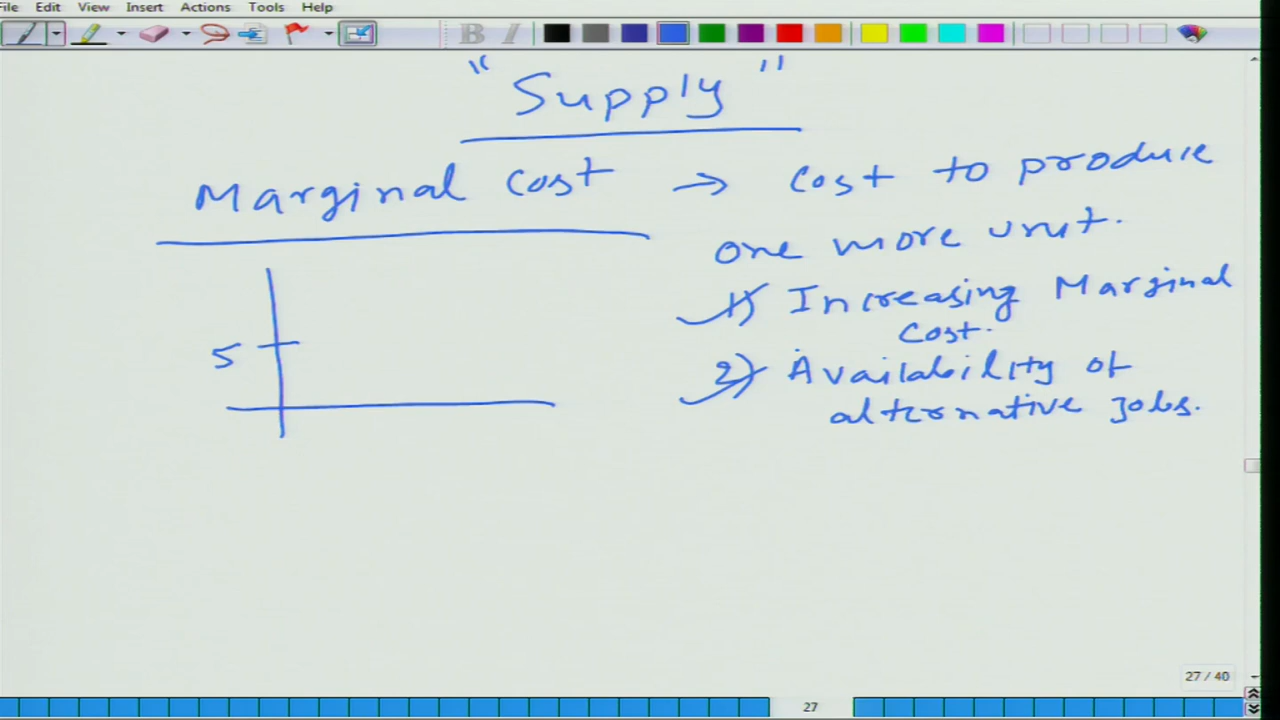 File Edit View Insert Actions Tools Help
B I
"Supply"
Marginal cost → cost to produce
one more unit.
1) Increasing Marginal
cost.
5
2) Availability of
alternative jobs.
27 / 40
27